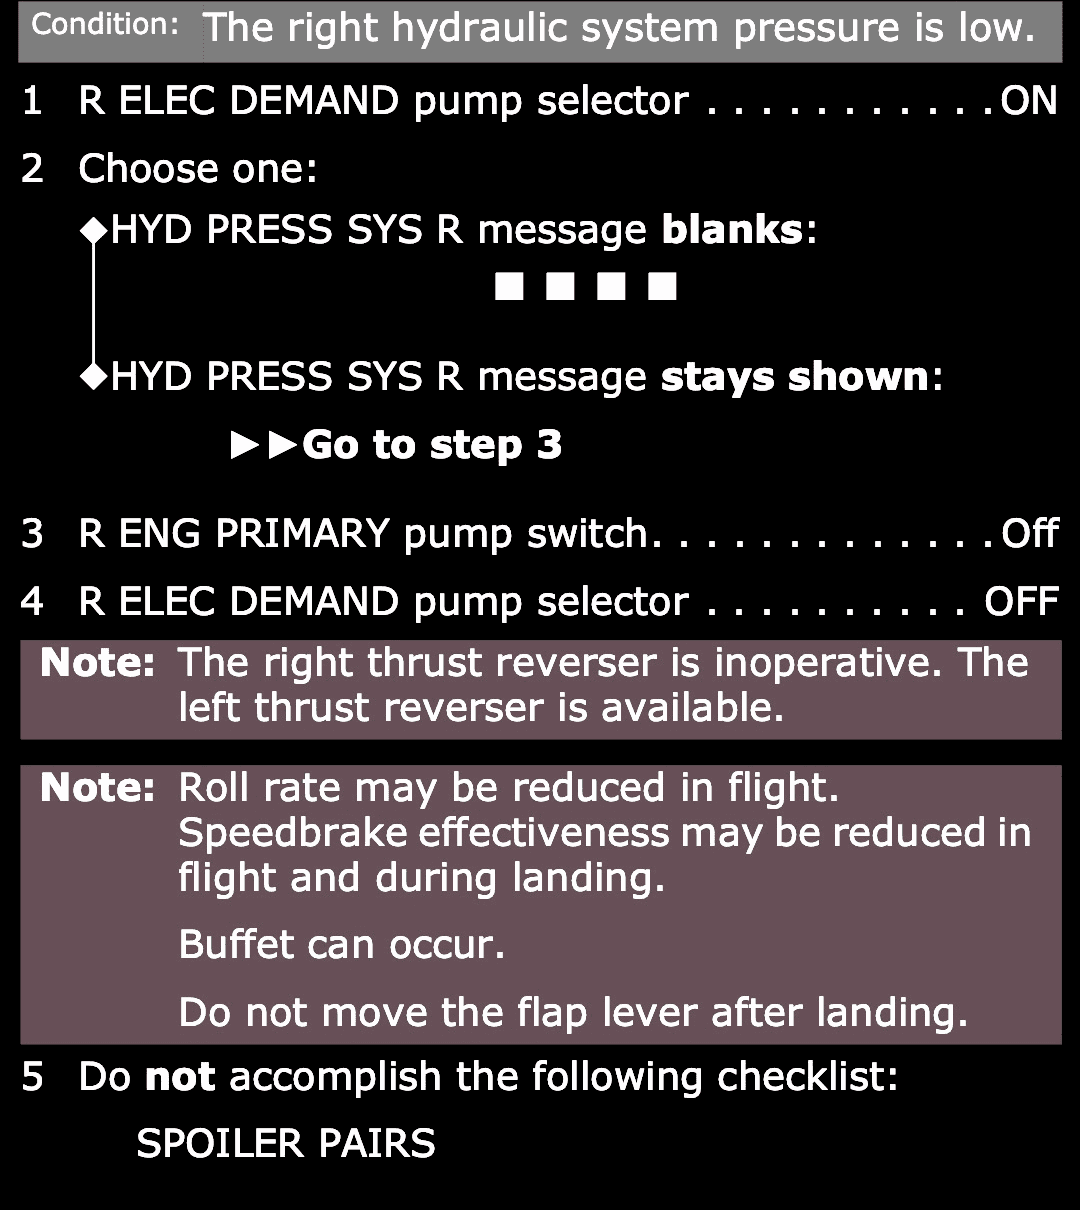 Condition: The right hydraulic system pressure is low.
1 R ELEC DEMAND pump selector . . . . . . . . . . . ON
2 Choose one:
◆HYD PRESS SYS R message blanks:
■ ■ ■ ■
◆HYD PRESS SYS R message stays shown:
►►Go to step 3
3 R ENG PRIMARY pump switch. . . . . . . . . . . . . Off
4 R ELEC DEMAND pump selector . . . . . . . . . . OFF
Note: The right thrust reverser is inoperative. The
left thrust reverser is available.
Note: Roll rate may be reduced in flight.
Speedbrake effectiveness may be reduced in
flight and during landing.
Buffet can occur.
Do not move the flap lever after landing.
5 Do not accomplish the following checklist:
SPOILER PAIRS